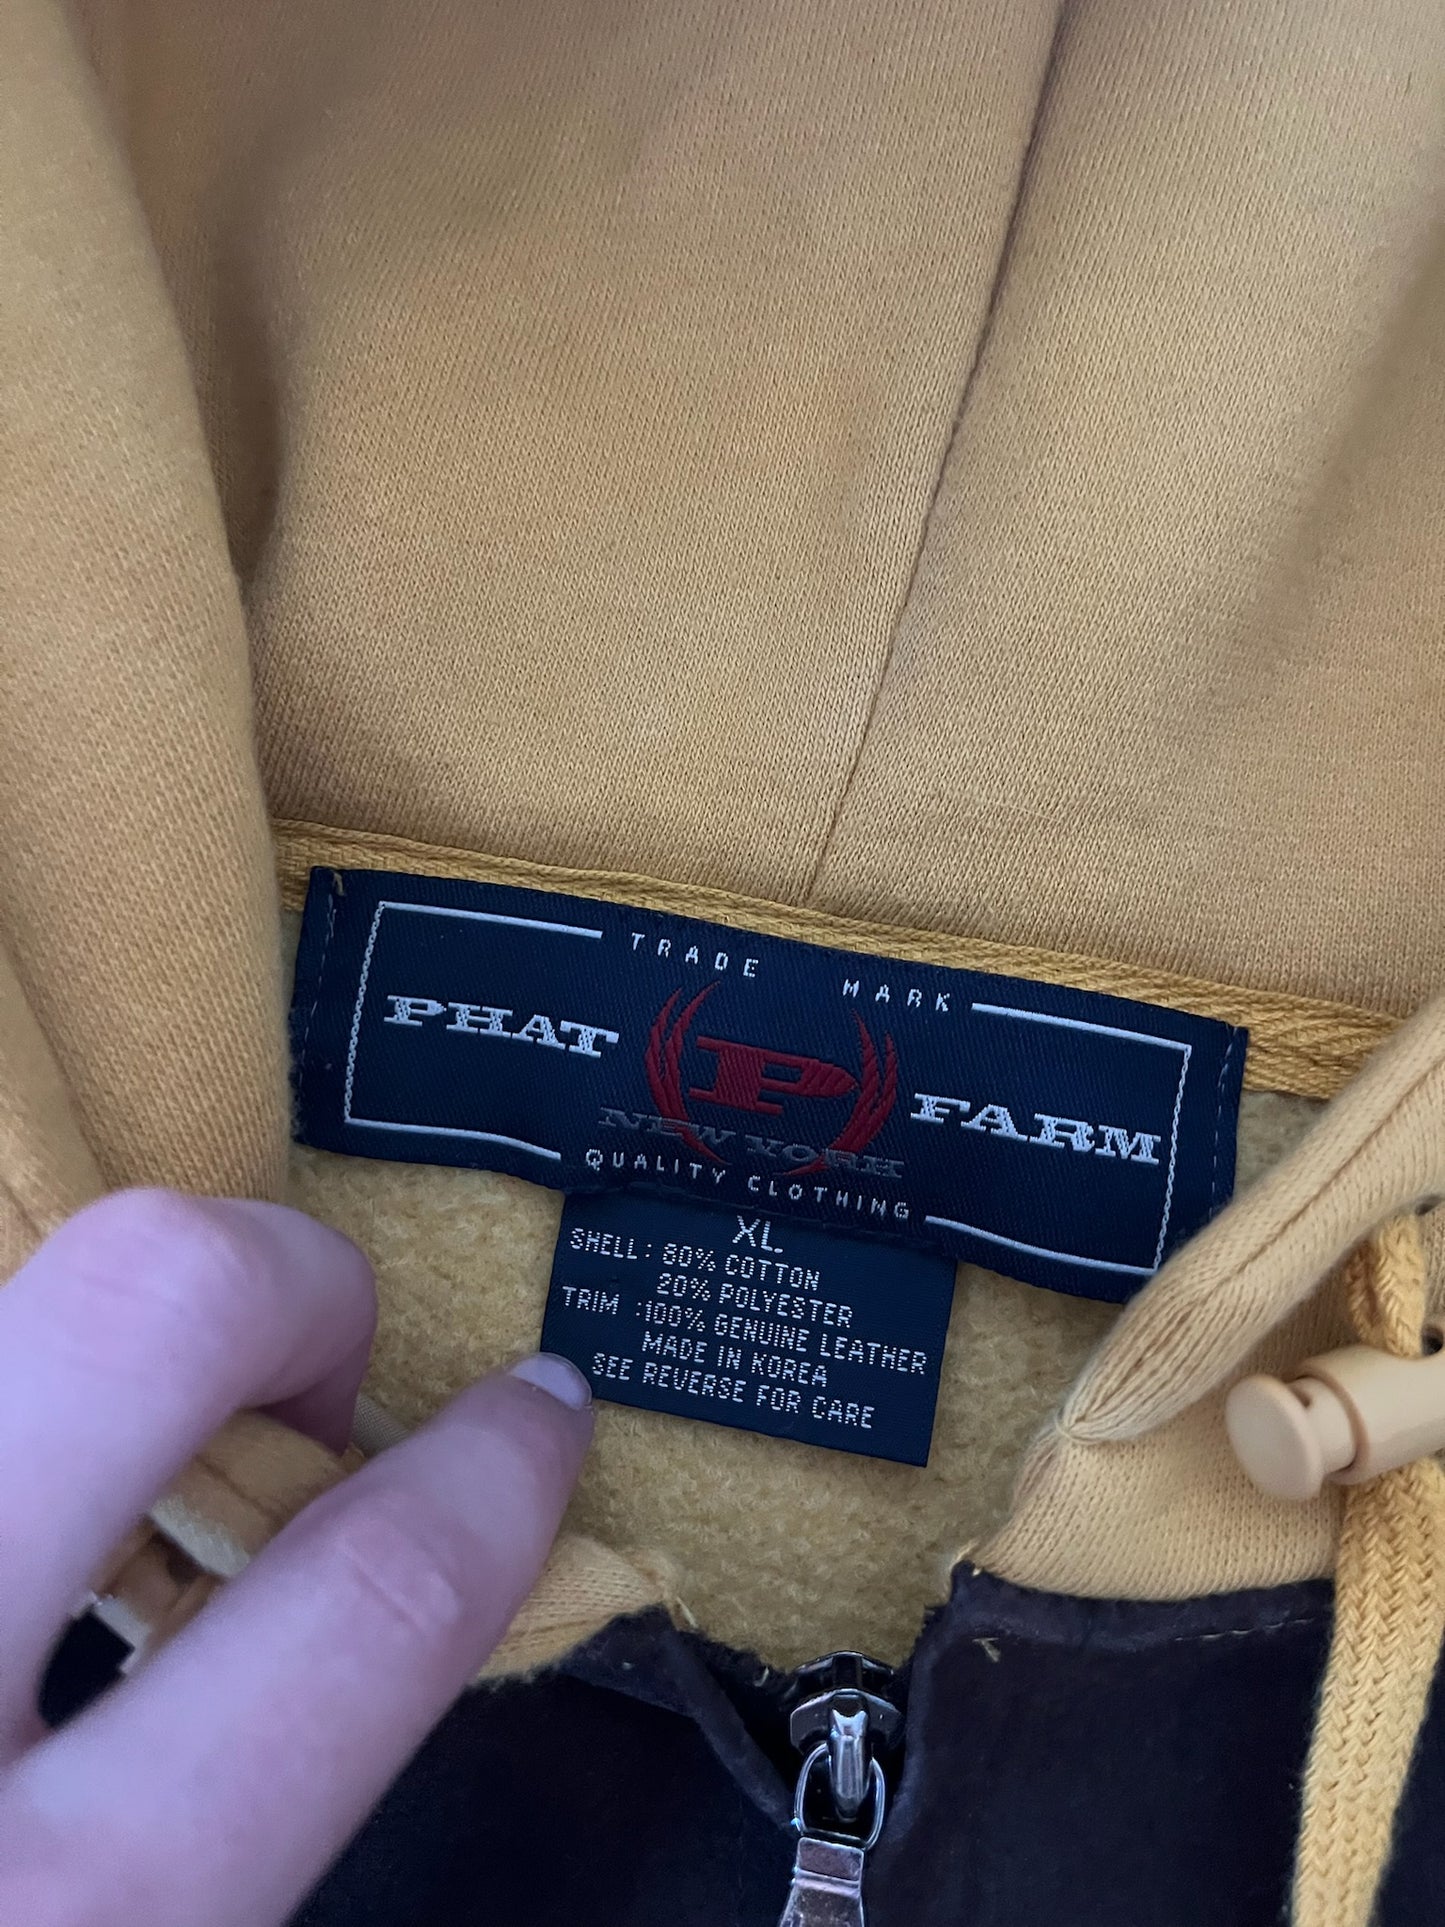 TRADE MARK
PHAT P FARM
NEW YORK
QUALITY CLOTHING
XL
SHELL: 80% COTTON
20% POLYESTER
TRIM :100% GENUINE LEATHER
MADE IN KOREA
SEE REVERSE FOR CARE